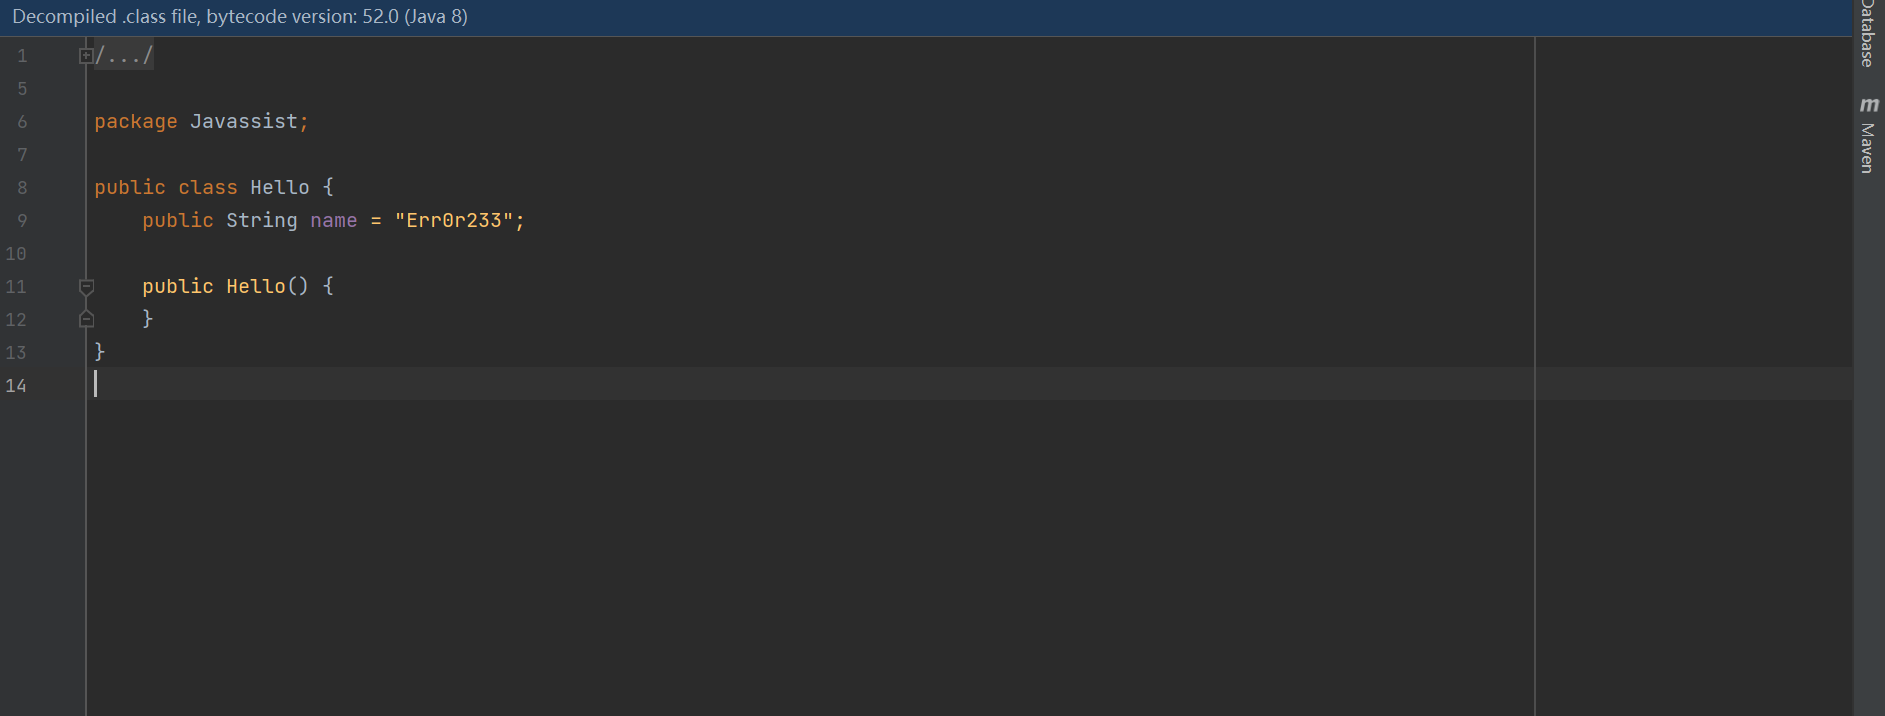 Decompiled .class file, bytecode version: 52.0 (Java 8)
1 /.../
5
6 package Javassist;
7
8 public class Hello {
9 public String name = "Err0r233";
10
11 public Hello() {
12 }
13 }
14
Database
m Maven